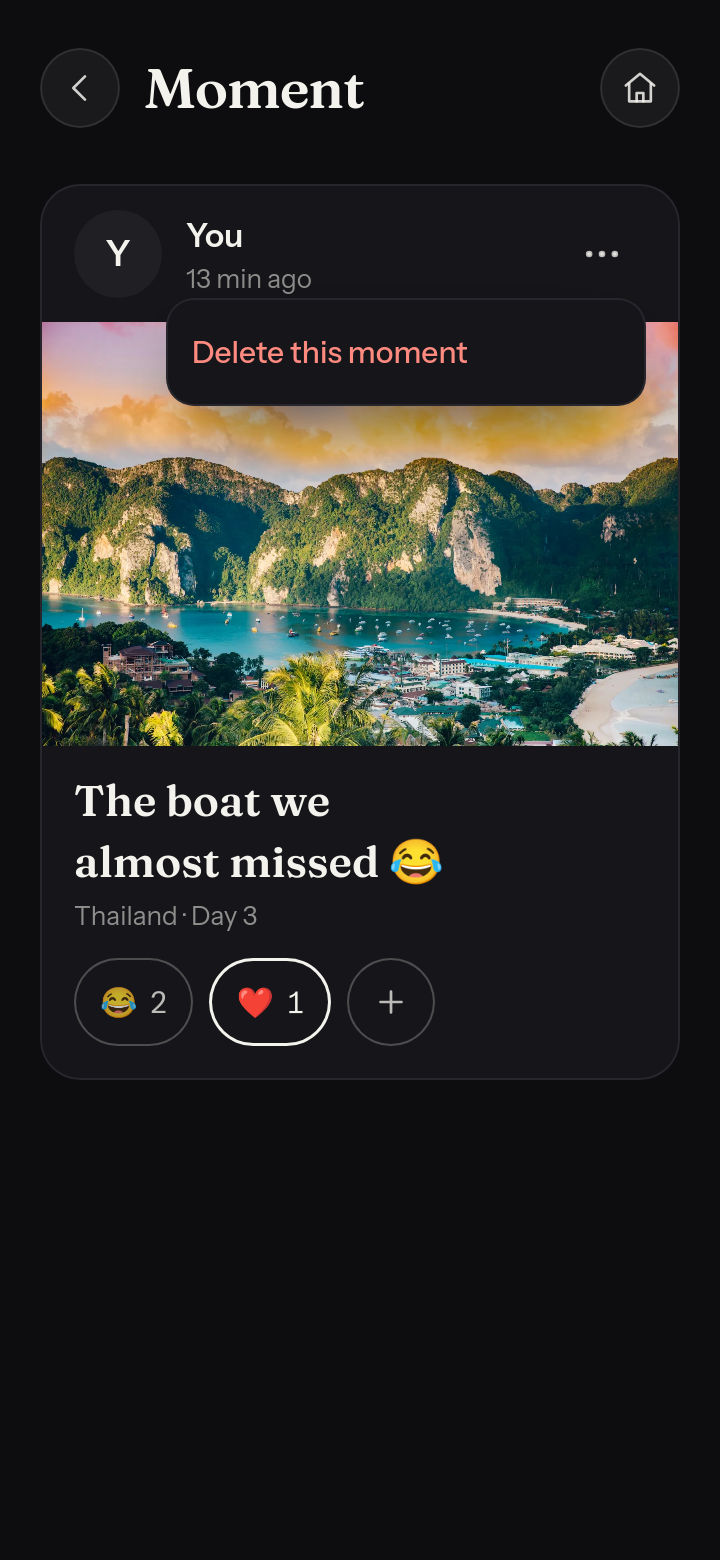 Moment
Y
You
13 min ago
Delete this moment
The boat we
almost missed 😂
Thailand · Day 3
😂 2
❤️ 1
+